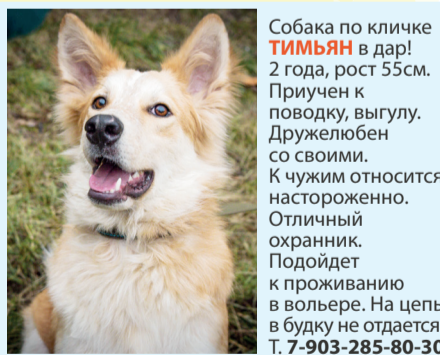 Собака по кличке
ТИМЬЯН в дар!
2 года, рост 55см.
Приучен к
поводку, выгулу.
Дружелюбен
со своими.
К чужим относится
настороженно.
Отличный
охранник.
Подойдет
к проживанию
в вольере. На цепь
в будку не отдается
Т. 7-903-285-80-30